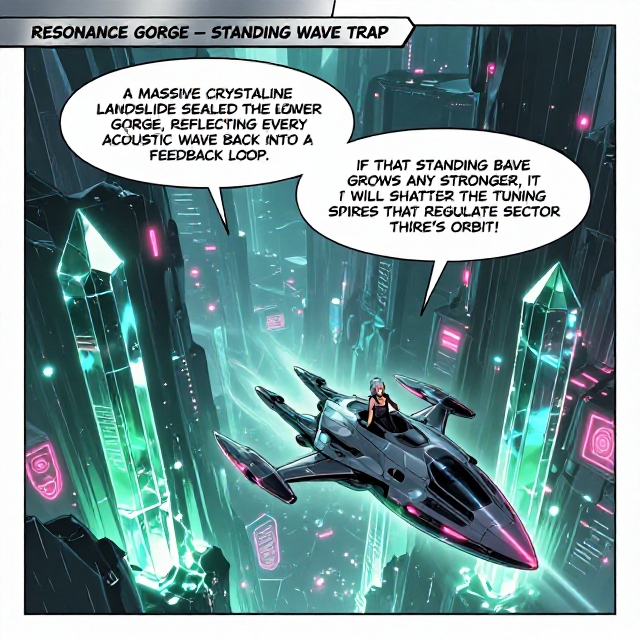 RESONANCE GORGE – STANDING WAVE TRAP
A MASSIVE CRYSTALINE
LANDSLIDE SEALED THE LOWER
GORGE, REFLECTING EVERY
ACOUSTIC WAVE BACK INTO A
FEEDBACK LOOP.
IF THAT STANDING BAVE
GROWS ANY STRONGER, IT
I WILL SHATTER THE TUNING
SPIRES THAT REGULATE SECTOR
THIRE'S ORBIT!